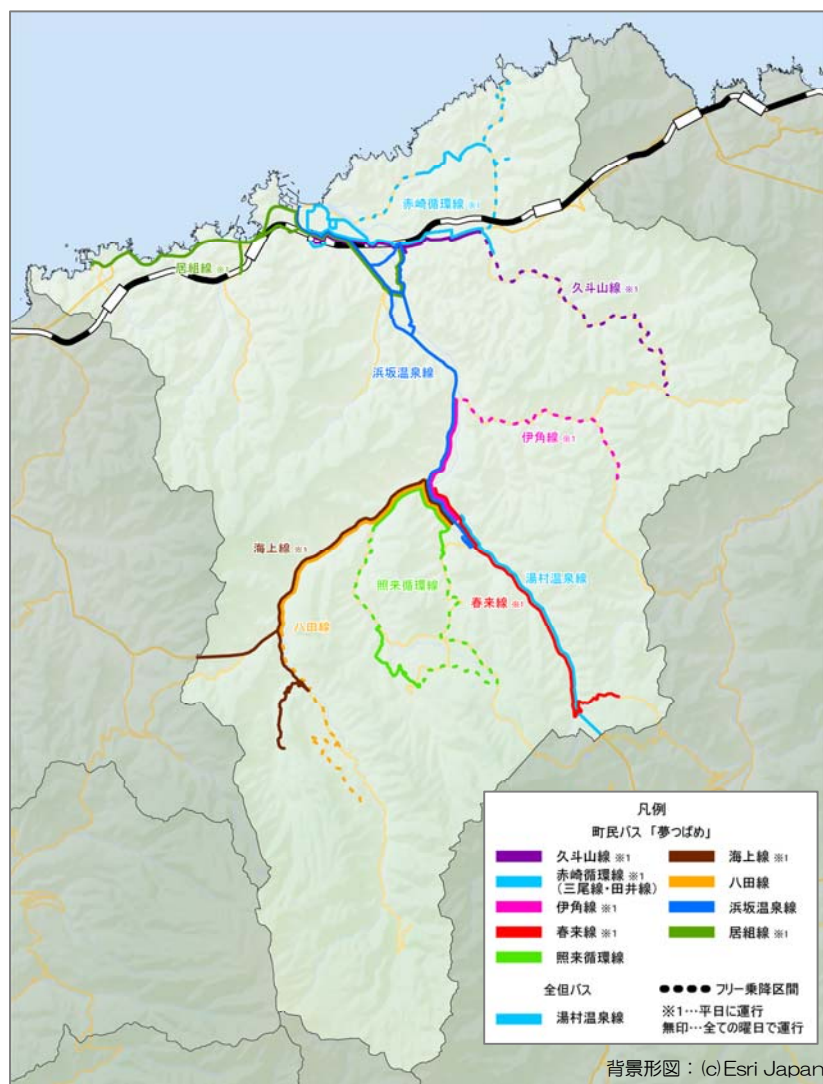 赤崎循環線 ※1
居組線 ※1
久斗山線 ※1
浜坂温泉線
伊角線 ※1
海上線 ※1
照来循環線
湯村温泉線
春来線 ※1
八田線
凡例
町民バス 「夢つばめ」
久斗山線 ※1
海上線 ※1
赤崎循環線 ※1
(三尾線・田井線)
八田線
伊角線 ※1
浜坂温泉線
春来線 ※1
居組線 ※1
照来循環線
全但バス
フリー乗降区間
湯村温泉線
※1…平日に運行
無印…全ての曜日で運行
背景形図：(c)Esri Japan